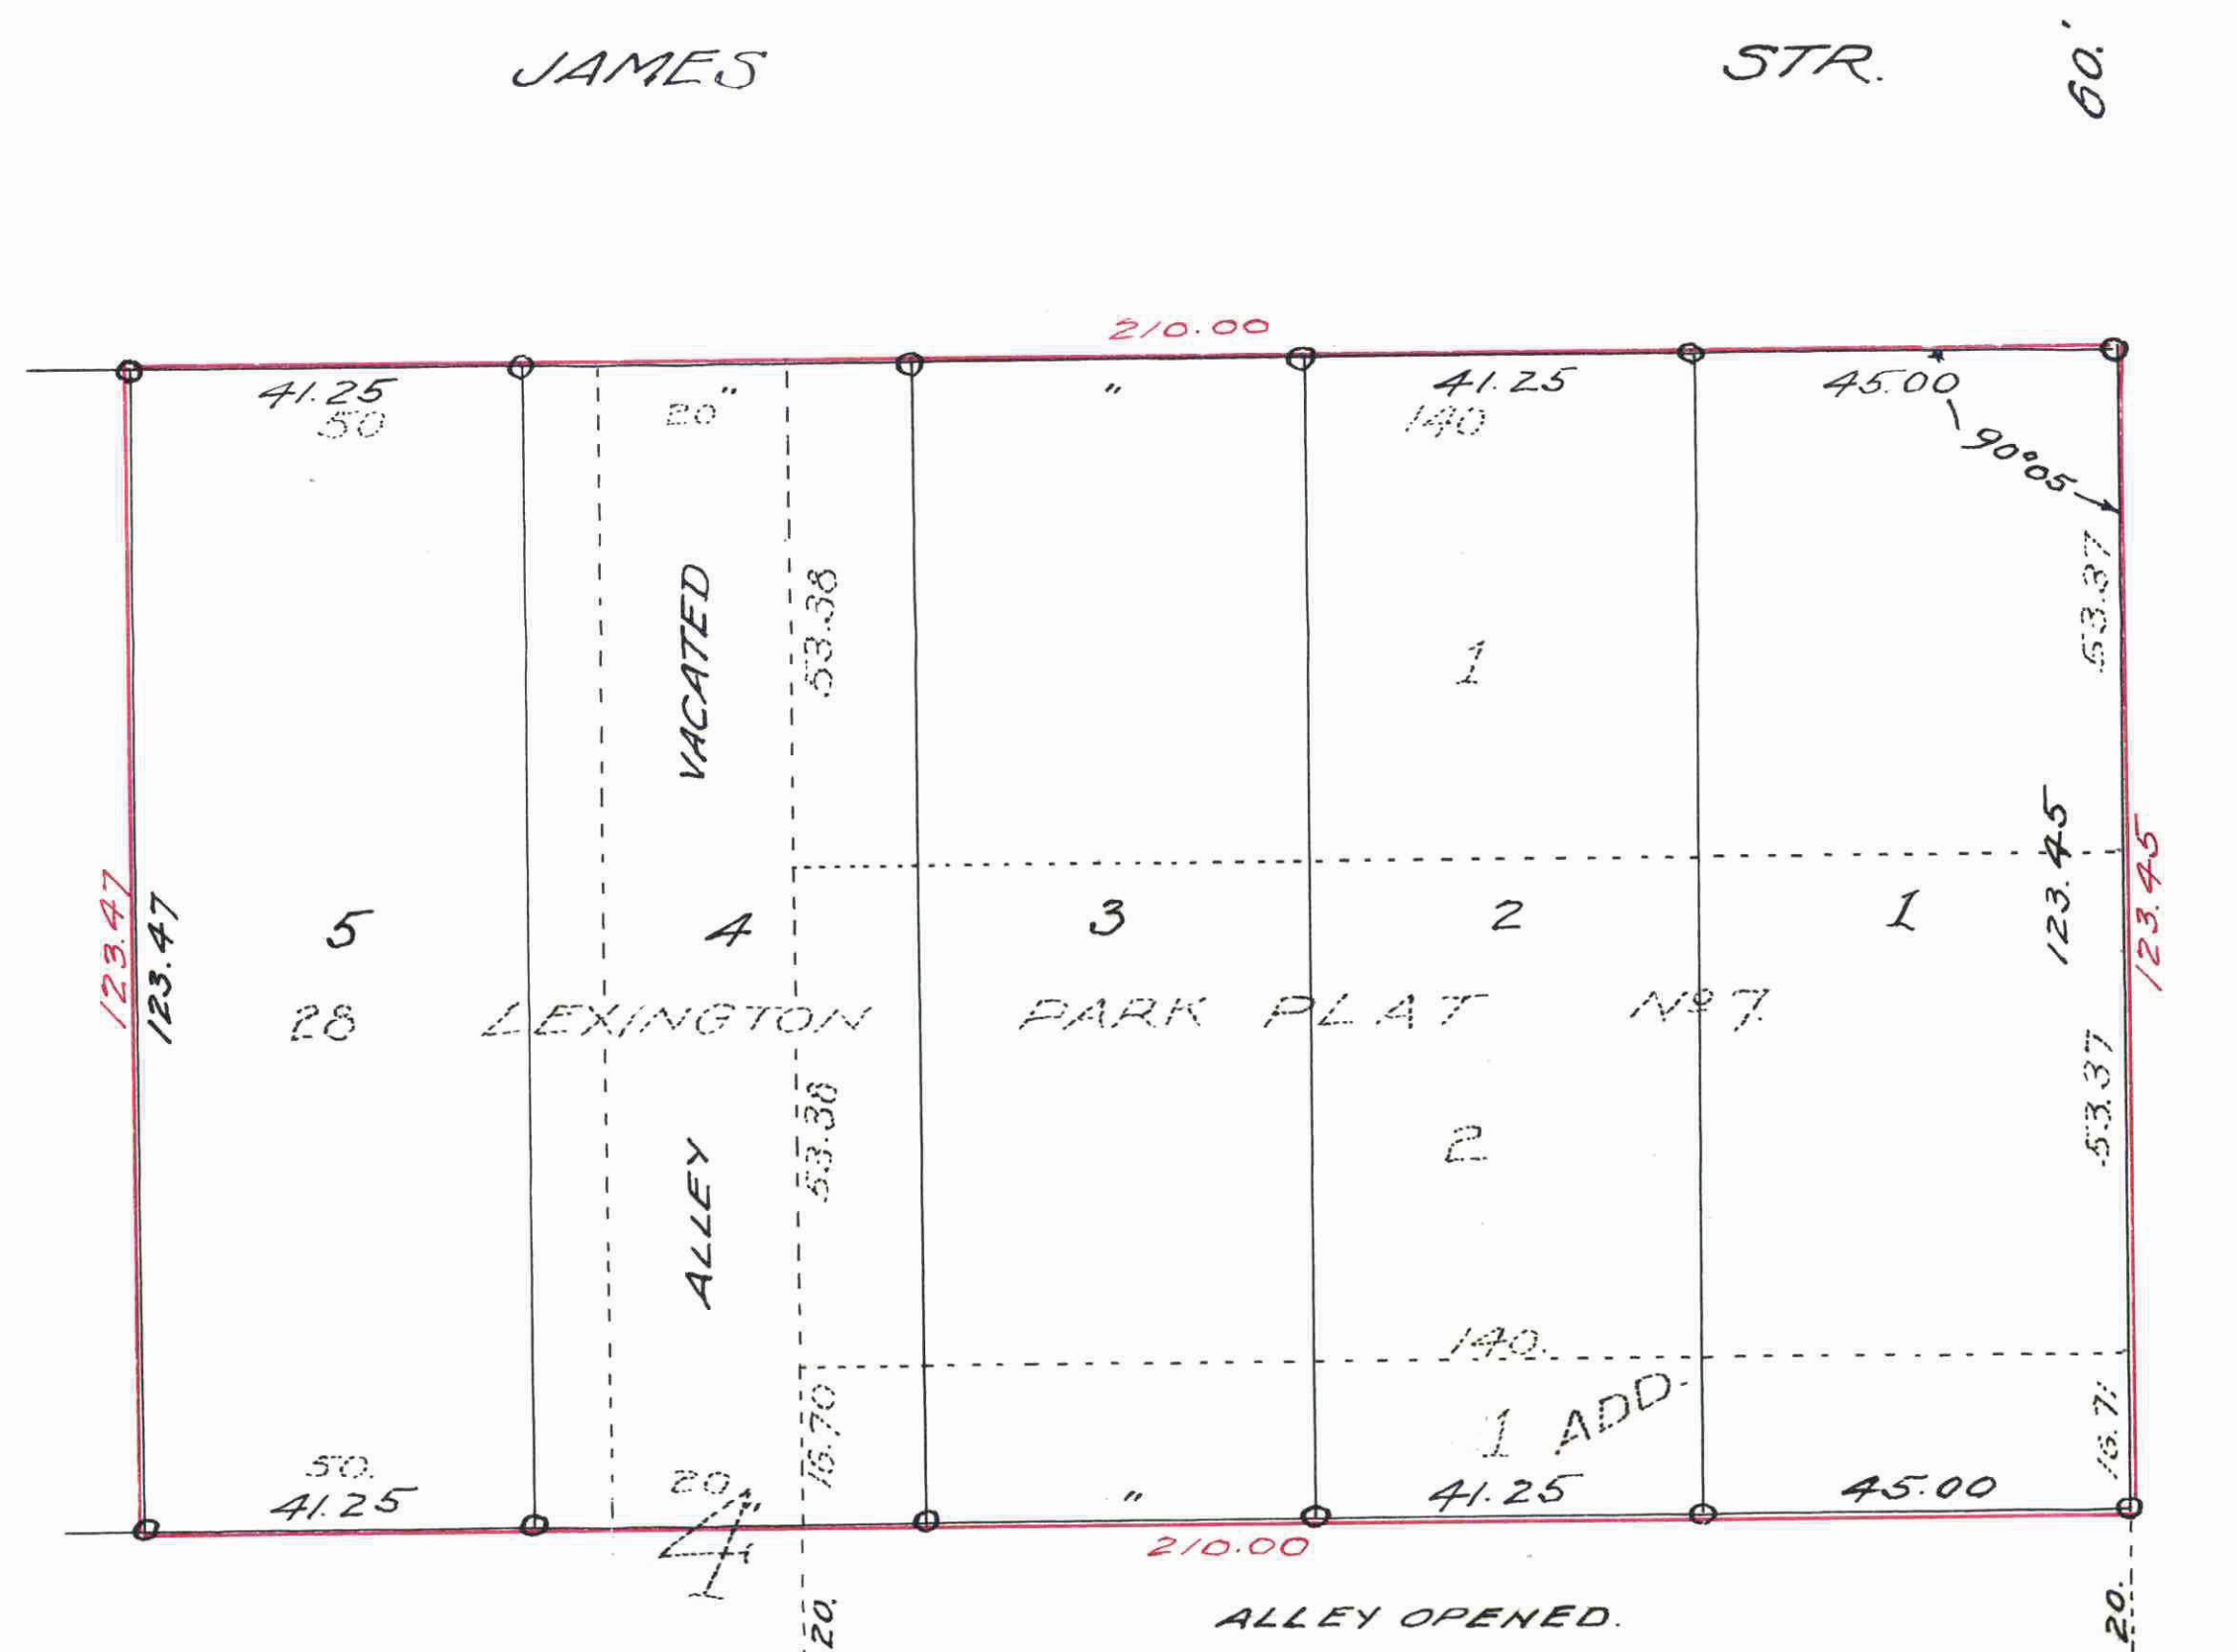 JAMES STR. 60.'
210.00
41.25 " " 41.25 45.00
50 20 140
90°05
VACATED
53.38
53.37
1
123.47
123.47
5 4 3 2 1
123.45
123.45
28 LEXINGTON PARK PLAT Nº 7.
53.38
53.37
ALLEY
2
140.
16.70
16.71
1 ADD.
50. 20
41.25 " " 41.25 45.00
4
1
210.00
20. ALLEY OPENED. 20.